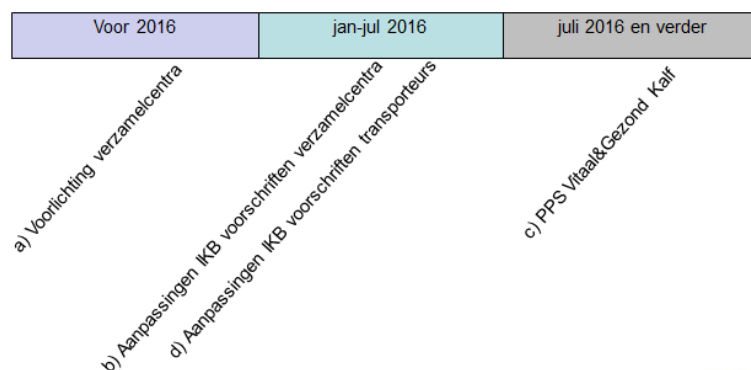 Voor 2016
jan-jul 2016
juli 2016 en verder
a) Voorlichting verzamelcentra
b) Aanpassingen IKB voorschriften verzamelcentra
d) Aanpassingen IKB voorschriften transporteurs
c) PPS Vitaal&Gezond Kalf